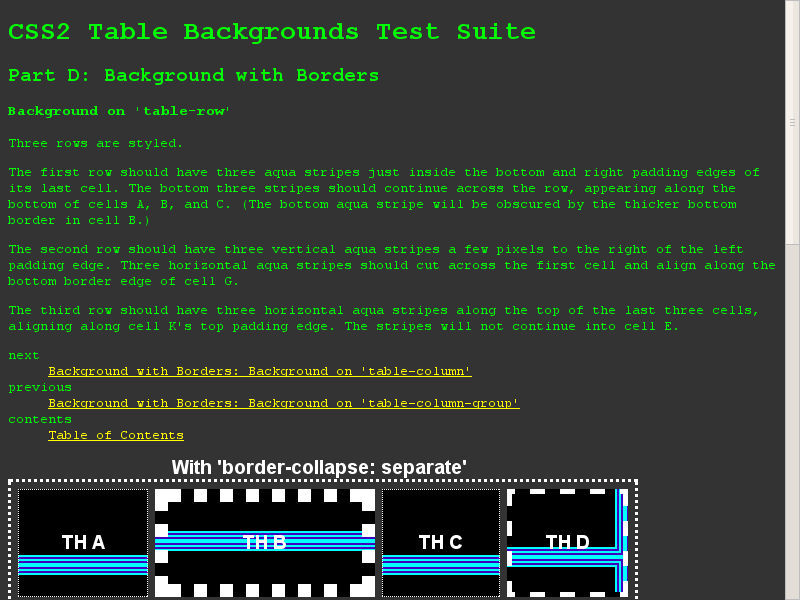 CSS2 Table Backgrounds Test Suite
Part D: Background with Borders
Background on 'table-row'
Three rows are styled.
The first row should have three aqua stripes just inside the bottom and right padding edges of
its last cell. The bottom three stripes should continue across the row, appearing along the
bottom of cells A, B, and C. (The bottom aqua stripe will be obscured by the thicker bottom
border in cell B.)
The second row should have three vertical aqua stripes a few pixels to the right of the left
padding edge. Three horizontal aqua stripes should cut across the first cell and align along the
bottom border edge of cell G.
The third row should have three horizontal aqua stripes along the top of the last three cells,
aligning along cell K's top padding edge. The stripes will not continue into cell E.
next
Background with Borders: Background on 'table-column'
previous
Background with Borders: Background on 'table-column-group'
contents
Table of Contents
With 'border-collapse: separate'
TH A TH B TH C TH D